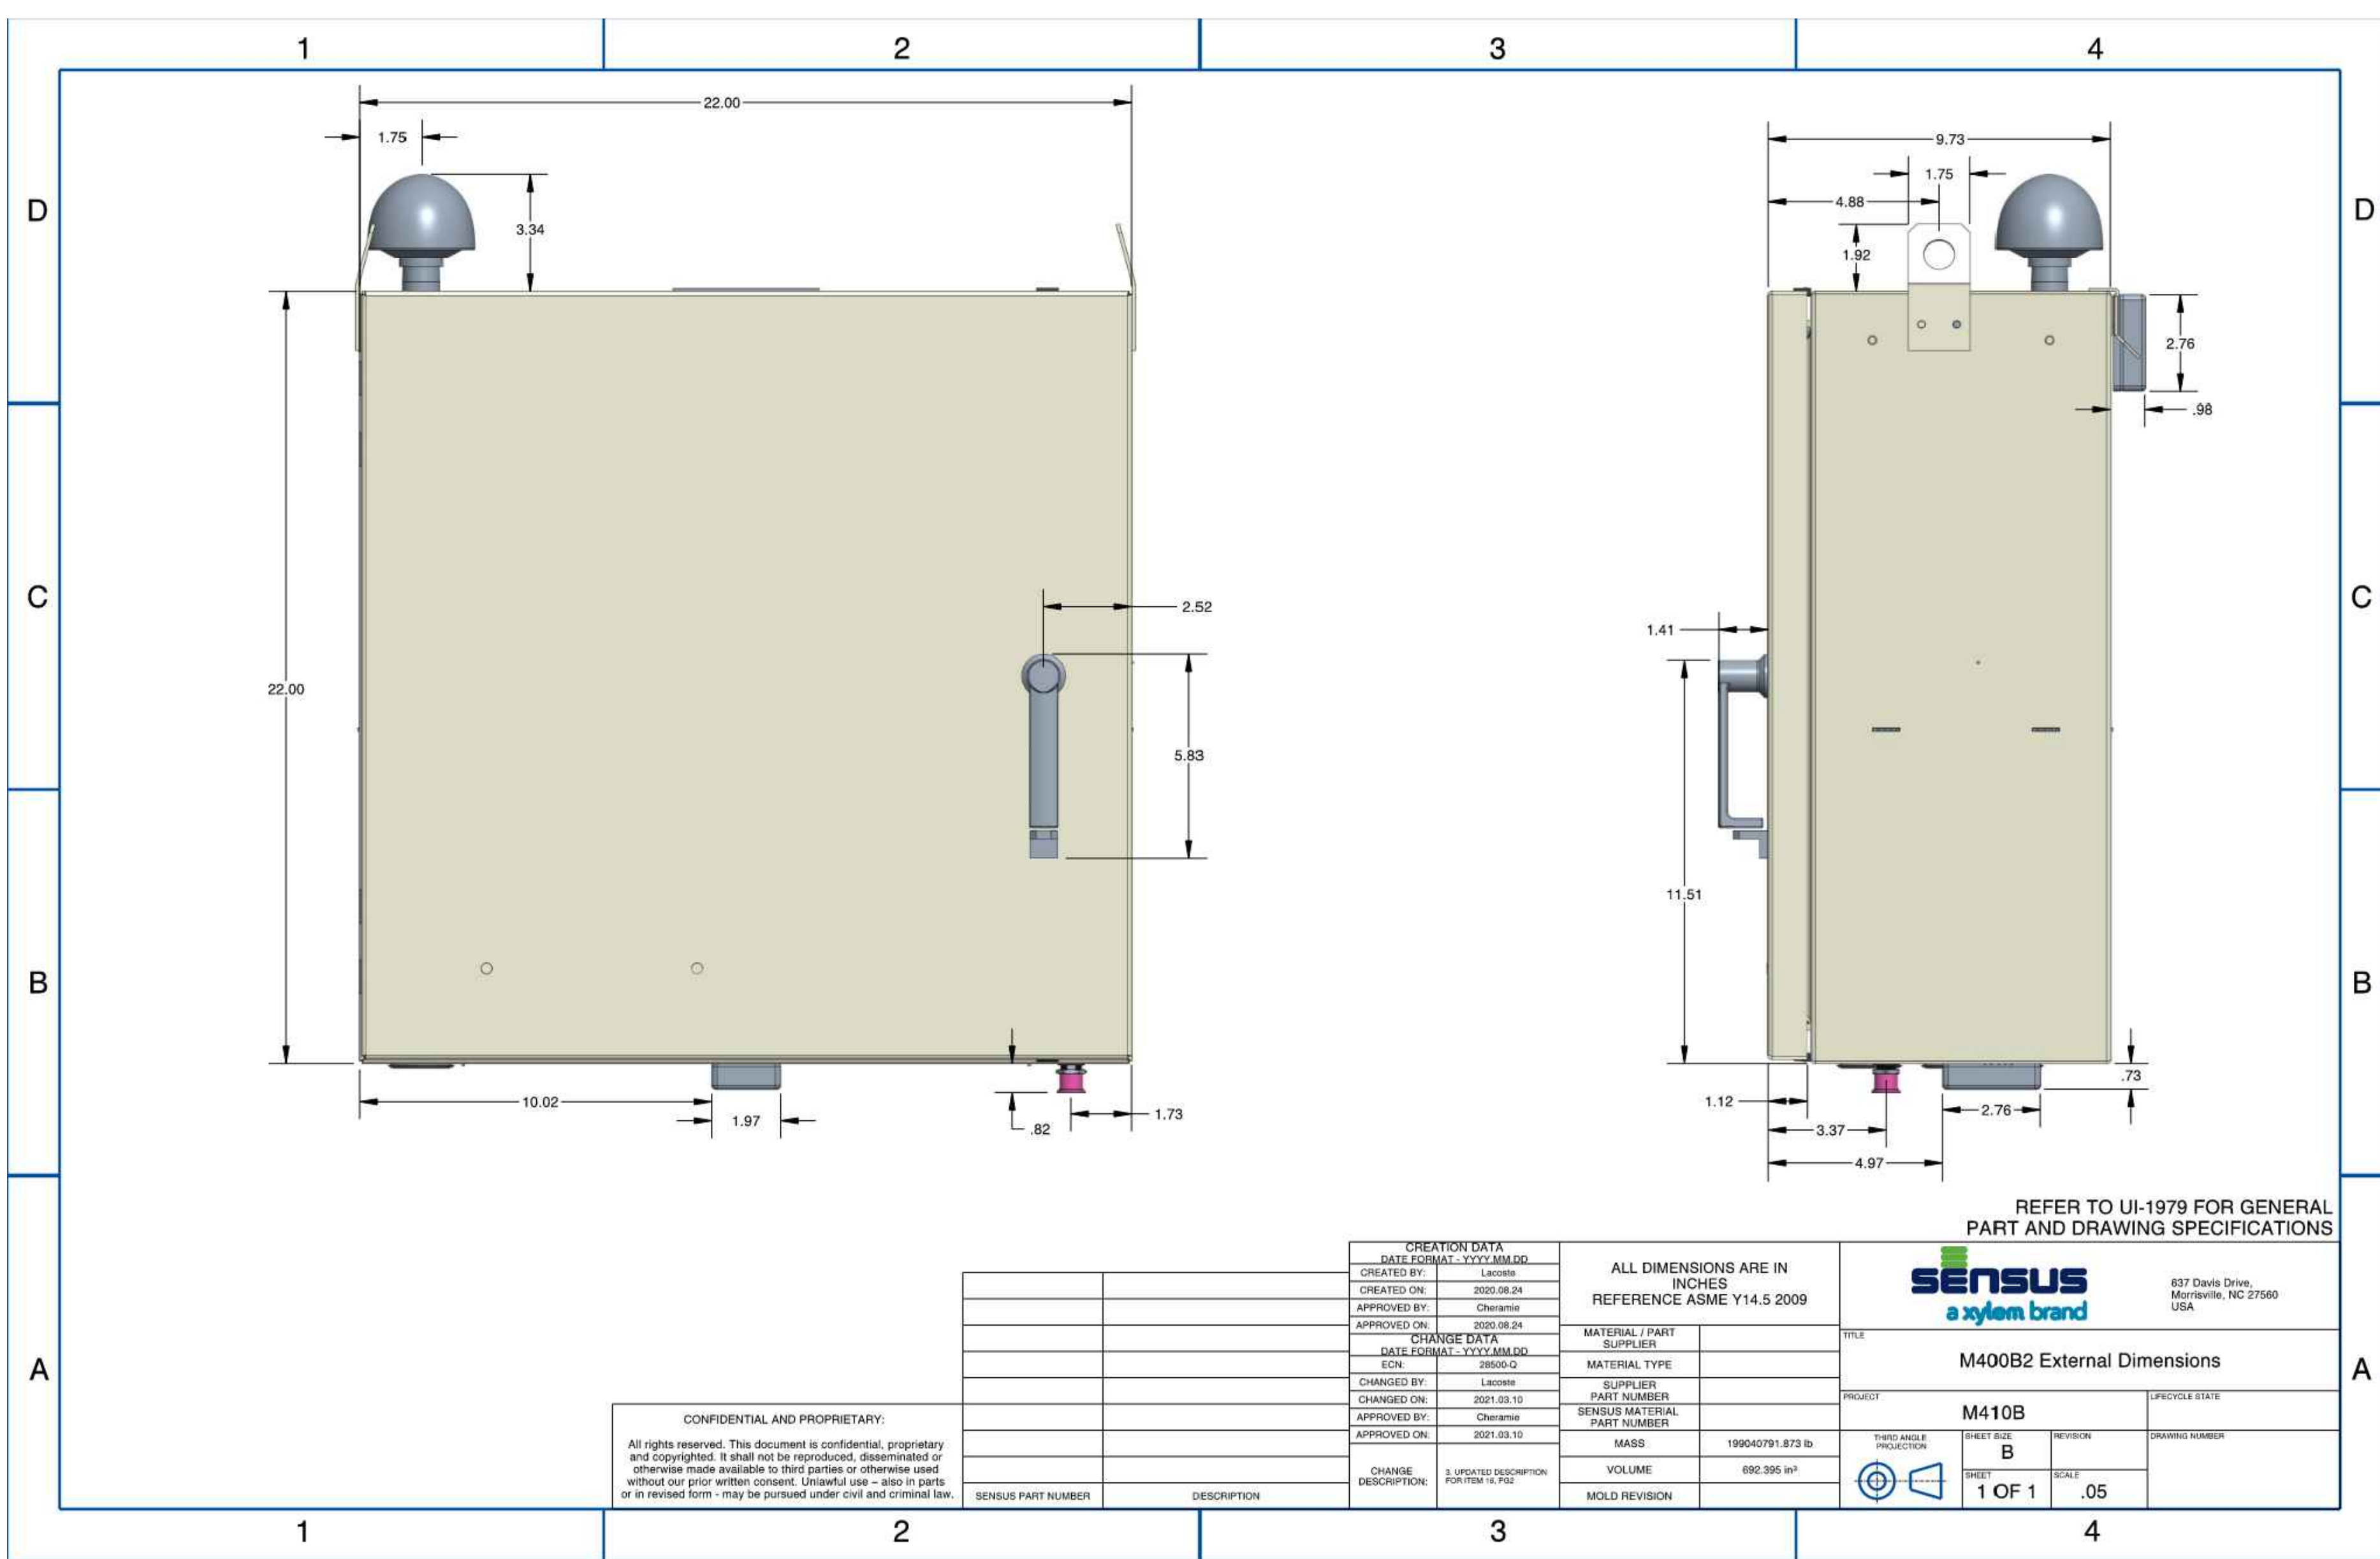 1
2
3
4
D
D
C
C
B
B
A
A
22.00
1.75
3.34
22.00
2.52
5.83
10.02
1.97
.82
1.73
9.73
1.75
4.88
1.92
2.76
.98
1.41
11.51
1.12
3.37
4.97
2.76
.73
REFER TO UI-1979 FOR GENERAL
PART AND DRAWING SPECIFICATIONS
CONFIDENTIAL AND PROPRIETARY:
All rights reserved. This document is confidential, proprietary
and copyrighted. It shall not be reproduced, disseminated or
otherwise made available to third parties or otherwise used
without our prior written consent. Unlawful use – also in parts
or in revised form - may be pursued under civil and criminal law.
SENSUS PART NUMBER
DESCRIPTION
CREATION DATA
DATE FORMAT - YYYY.MM.DD
CREATED BY: Lacoste
CREATED ON: 2020.08.24
APPROVED BY: Cheramie
APPROVED ON: 2020.08.24
CHANGE DATA
DATE FORMAT - YYYY.MM.DD
ECN: 28500-Q
CHANGED BY: Lacoste
CHANGED ON: 2021.03.10
APPROVED BY: Cheramie
APPROVED ON: 2021.03.10
CHANGE
DESCRIPTION:
3. UPDATED DESCRIPTION
FOR ITEM 16, PG2
ALL DIMENSIONS ARE IN
INCHES
REFERENCE ASME Y14.5 2009
MATERIAL / PART
SUPPLIER
MATERIAL TYPE
SUPPLIER
PART NUMBER
SENSUS MATERIAL
PART NUMBER
MASS 199040791.873 lb
VOLUME 692.395 in³
MOLD REVISION
sensus
a xylem brand
637 Davis Drive,
Morrisville, NC 27560
USA
TITLE
M400B2 External Dimensions
PROJECT
M410B
LIFECYCLE STATE
THIRD ANGLE
PROJECTION
SHEET SIZE
B
REVISION
DRAWING NUMBER
SHEET
1 OF 1
SCALE
.05
1
2
3
4